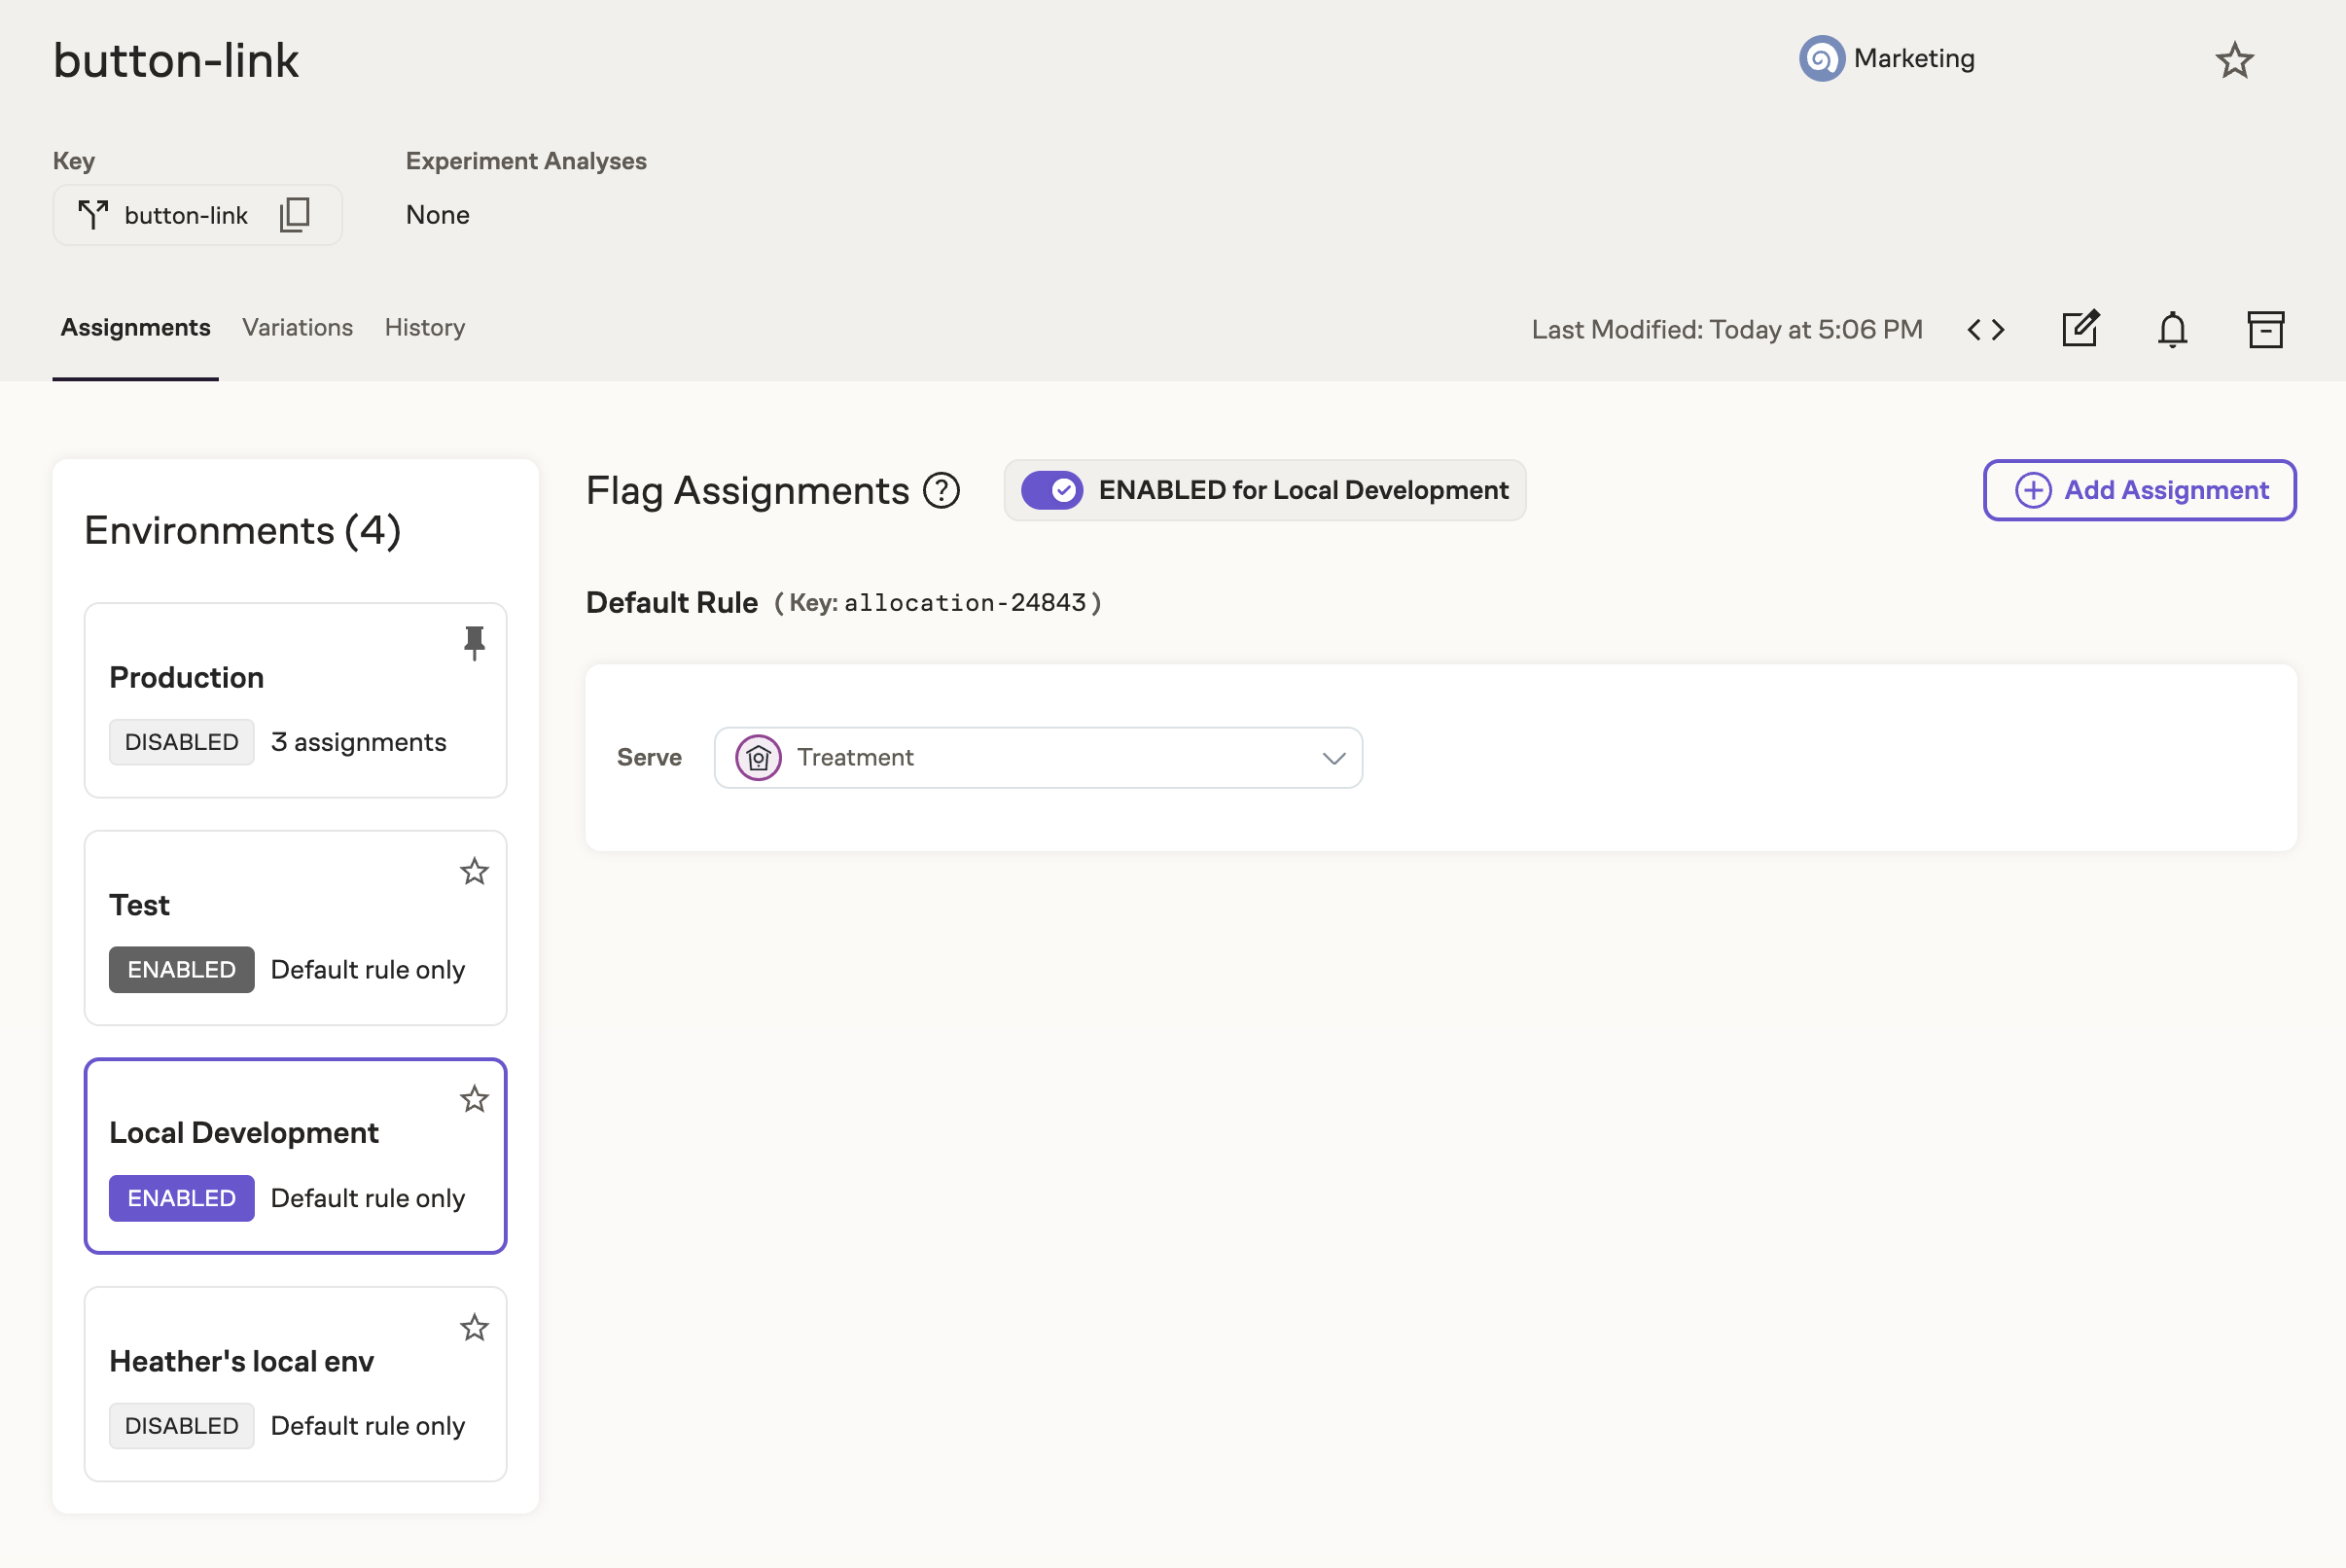 button-link
Marketing
Key
Experiment Analyses
button-link
None
Assignments
Variations
History
Last Modified: Today at 5:06 PM
Environments (4)
Production
DISABLED
3 assignments
Test
ENABLED
Default rule only
Local Development
ENABLED
Default rule only
Heather's local env
DISABLED
Default rule only
Flag Assignments
ENABLED for Local Development
Add Assignment
Default Rule (Key: allocation-24843)
Serve
Treatment